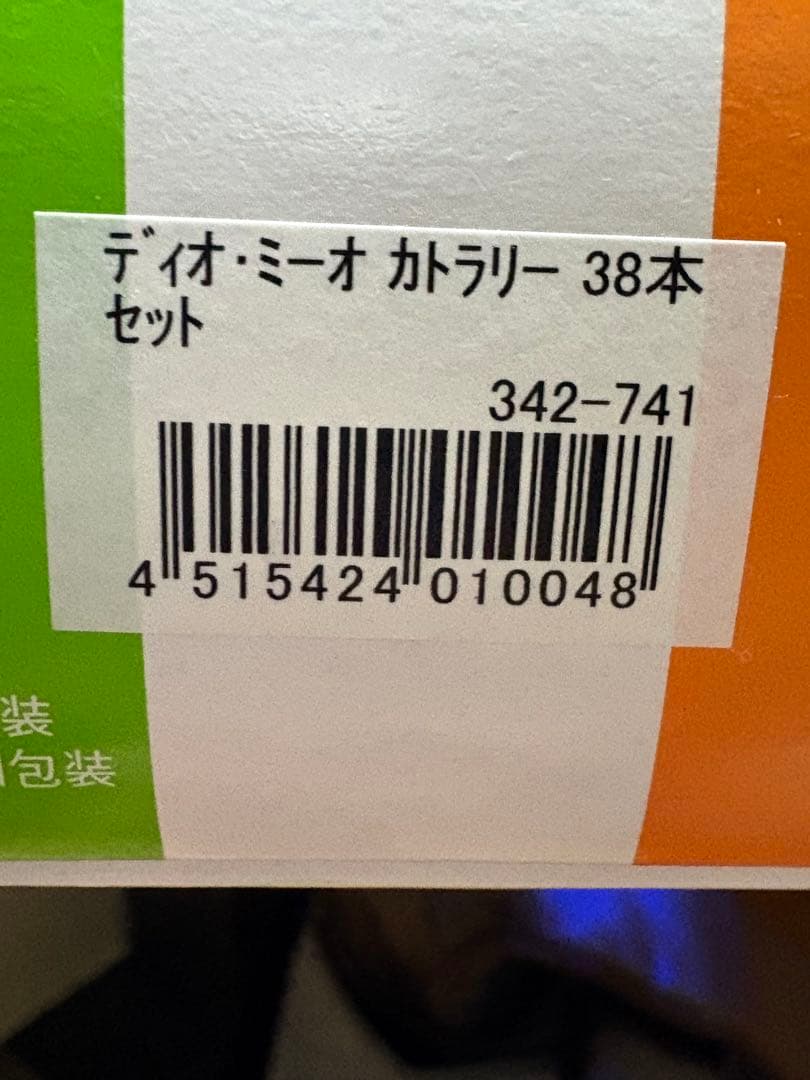 ディオ・ミーオ カトラリー 38本
セット
342-741
4 515424 010048
装
包装